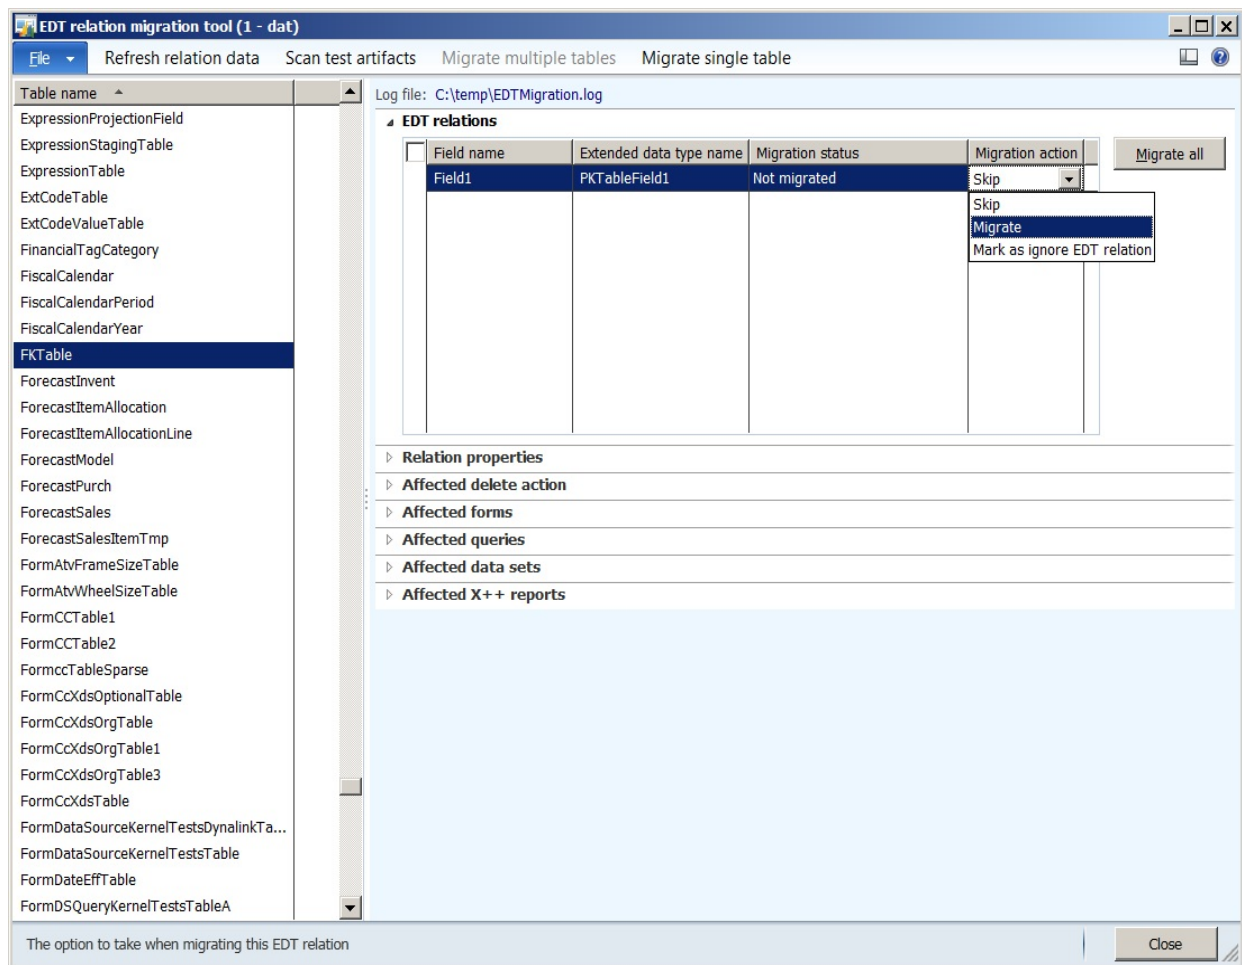 EDT relation migration tool (1 - dat)
File Refresh relation data Scan test artifacts Migrate multiple tables Migrate single table
Table name
ExpressionProjectionField
ExpressionStagingTable
ExpressionTable
ExtCodeTable
ExtCodeValueTable
FinancialTagCategory
FiscalCalendar
FiscalCalendarPeriod
FiscalCalendarYear
FKTable
ForecastInvent
ForecastItemAllocation
ForecastItemAllocationLine
ForecastModel
ForecastPurch
ForecastSales
ForecastSalesItemTmp
FormAtvFrameSizeTable
FormAtvWheelSizeTable
FormCCTable1
FormCCTable2
FormccTableSparse
FormCcXdsOptionalTable
FormCcXdsOrgTable
FormCcXdsOrgTable1
FormCcXdsOrgTable3
FormCcXdsTable
FormDataSourceKernelTestsDynalinkTa...
FormDataSourceKernelTestsTable
FormDateEffTable
FormDSQueryKernelTestsTableA
Log file: C:\temp\EDTMigration.log
EDT relations
Field name Extended data type name Migration status Migration action
Field1 PKTableField1 Not migrated Skip
Skip
Migrate
Mark as ignore EDT relation
Migrate all
Relation properties
Affected delete action
Affected forms
Affected queries
Affected data sets
Affected X++ reports
The option to take when migrating this EDT relation
Close